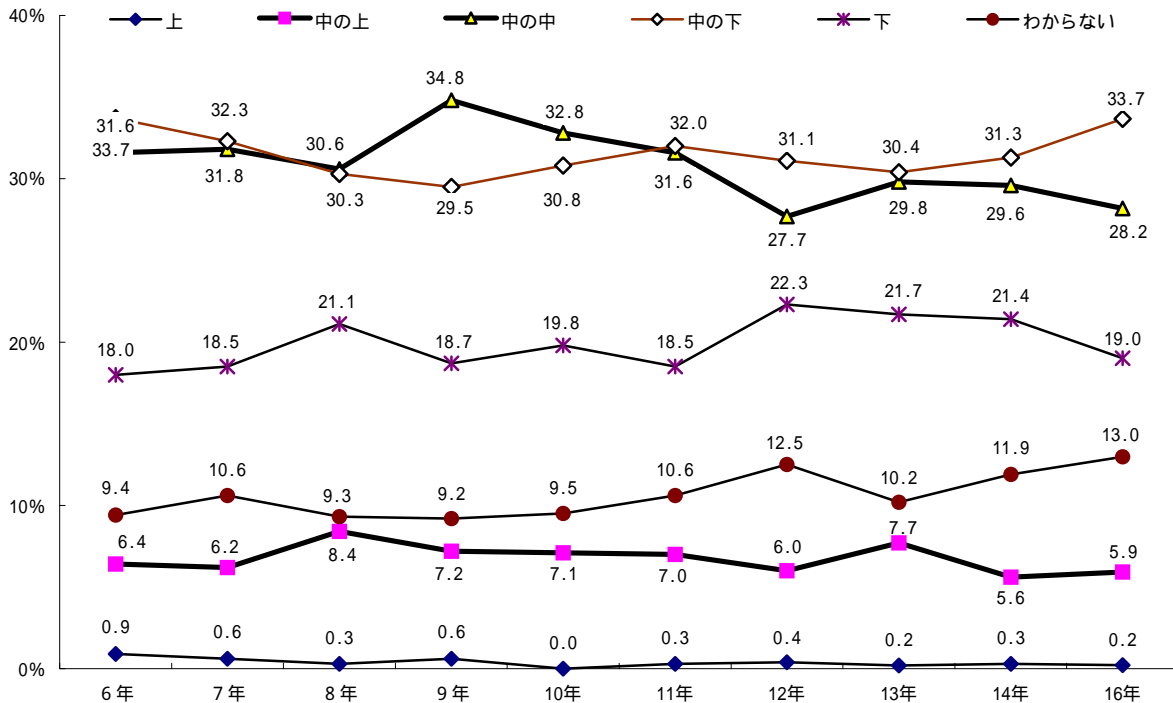 40%
上 中の上 中の中 中の下 下 わからない
31.6 32.3 30.6 34.8 32.8 32.0 31.1 30.4 31.3 33.7
33.7 31.8 30.3 29.5 30.8 31.6 27.7 29.8 29.6 28.2
30%
18.0 18.5 21.1 18.7 19.8 18.5 22.3 21.7 21.4 19.0
20%
9.4 10.6 9.3 9.2 9.5 10.6 12.5 10.2 11.9 13.0
10%
6.4 6.2 8.4 7.2 7.1 7.0 6.0 7.7 5.6 5.9
0.9 0.6 0.3 0.6 0.0 0.3 0.4 0.2 0.3 0.2
0%
6年 7年 8年 9年 10年 11年 12年 13年 14年 16年